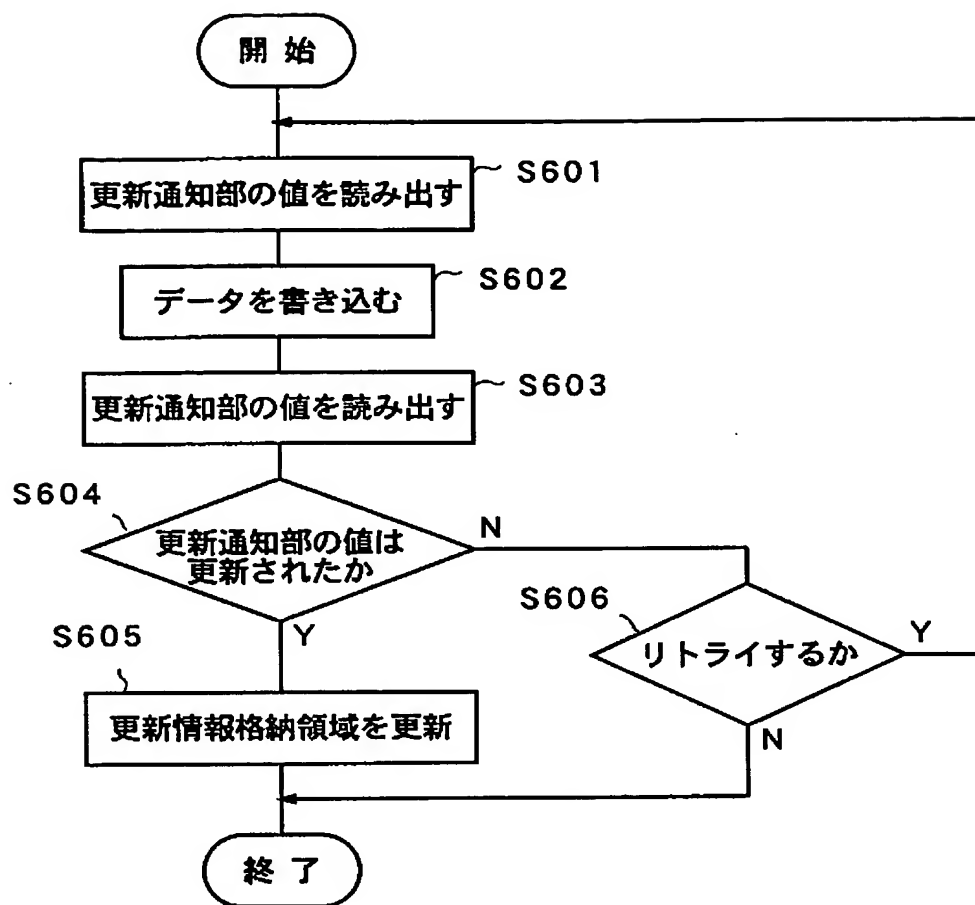 開始
更新通知部の値を読み出す
S601
データを書き込む
S602
更新通知部の値を読み出す
S603
S604
更新通知部の値は
更新されたか
N
Y
S606
リトライするか
Y
N
S605
更新情報格納領域を更新
終了